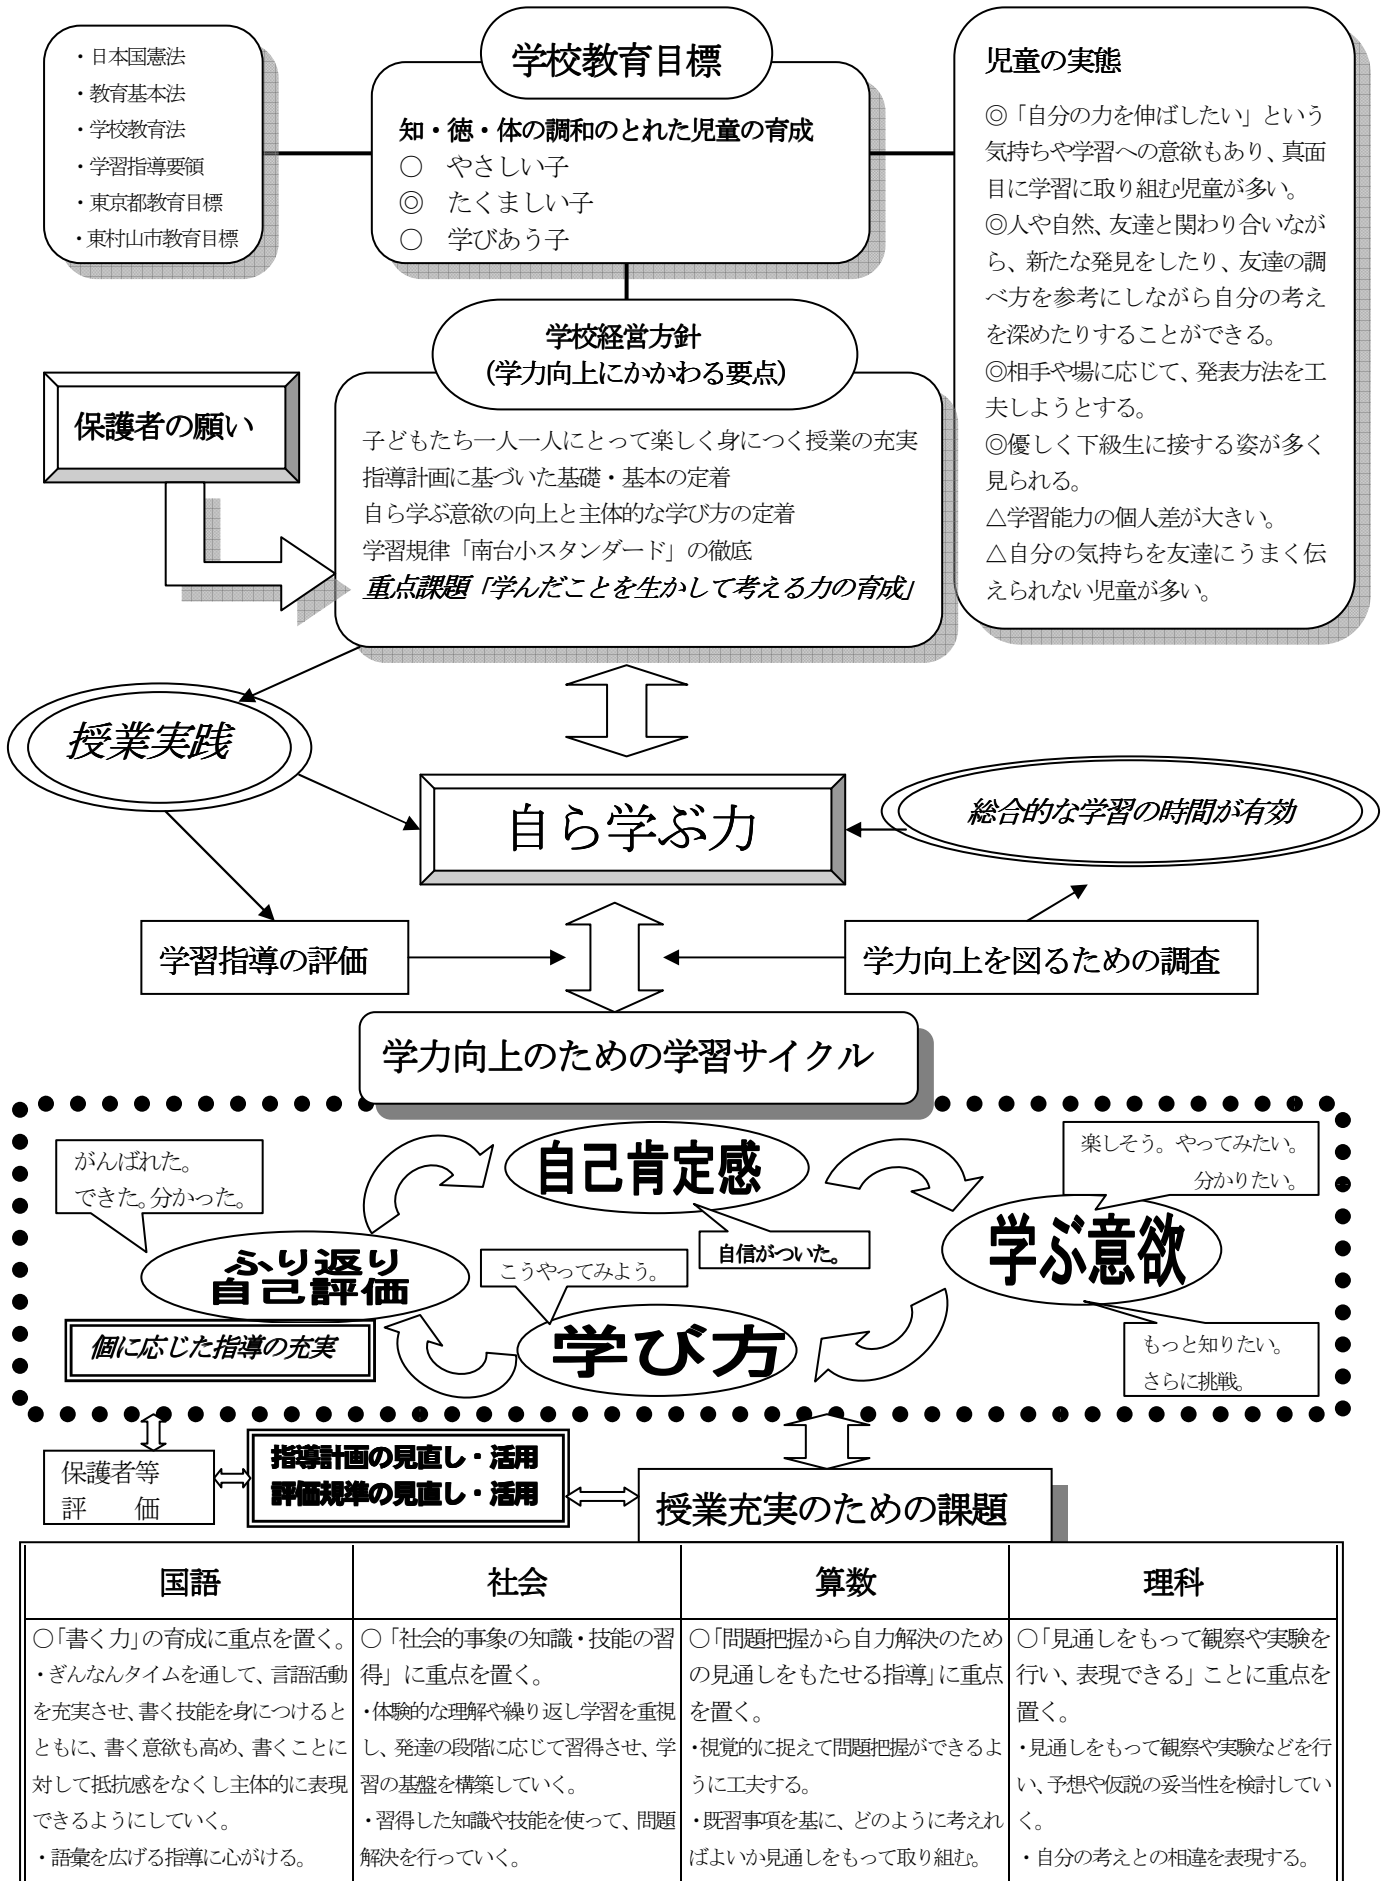 ・日本国憲法
・教育基本法
・学校教育法
・学習指導要領
・東京都教育目標
・東村山市教育目標
学校教育目標
知・徳・体の調和のとれた児童の育成
○　やさしい子
◎　たくましい子
○　学びあう子
児童の実態
◎「自分の力を伸ばしたい」という
気持ちや学習への意欲もあり、真面
目に学習に取り組む児童が多い。
◎人や自然、友達と関わり合いなが
ら、新たな発見をしたり、友達の調
べ方を参考にしながら自分の考え
を深めたりすることができる。
◎相手や場に応じて、発表方法を工
夫しようとする。
◎優しく下級生に接する姿が多く
見られる。
△学習能力の個人差が大きい。
△自分の気持ちを友達にうまく伝
えられない児童が多い。
学校経営方針
（学力向上にかかわる要点）
保護者の願い
子どもたち一人一人にとって楽しく身につく授業の充実
指導計画に基づいた基礎・基本の定着
自ら学ぶ意欲の向上と主体的な学び方の定着
学習規律「南台小スタンダード」の徹底
重点課題「学んだことを生かして考える力の育成」
授業実践
自ら学ぶ力
総合的な学習の時間が有効
学習指導の評価
学力向上を図るための調査
学力向上のための学習サイクル
がんばれた。
できた。分かった。
自己肯定感
楽しそう。やってみたい。
分かりたい。
自信がついた。
学ぶ意欲
ふり返り
自己評価
こうやってみよう。
学び方
個に応じた指導の充実
もっと知りたい。
さらに挑戦。
保護者等
評　　価
指導計画の見直し・活用
評価規準の見直し・活用
授業充実のための課題
国語
○「書く力」の育成に重点を置く。
・ぎんなんタイムを通して、言語活動
を充実させ、書く技能を身につけると
ともに、書く意欲も高め、書くことに
対して抵抗感をなくし主体的に表現
できるようにしていく。
・語彙を広げる指導に心がける。
社会
○「社会的事象の知識・技能の習
得」に重点を置く。
・体験的な理解や繰り返し学習を重視
し、発達の段階に応じて習得させ、学
習の基盤を構築していく。
・習得した知識や技能を使って、問題
解決を行っていく。
算数
○「問題把握から自力解決のため
の見通しをもたせる指導」に重点
を置く。
・視覚的に捉えて問題把握ができるよ
うに工夫する。
・既習事項を基に、どのように考えれ
ばよいか見通しをもって取り組む。
理科
○「見通しをもって観察や実験を
行い、表現できる」ことに重点を
置く。
・見通しをもって観察や実験などを行
い、予想や仮説の妥当性を検討してい
く。
・自分の考えとの相違を表現する。